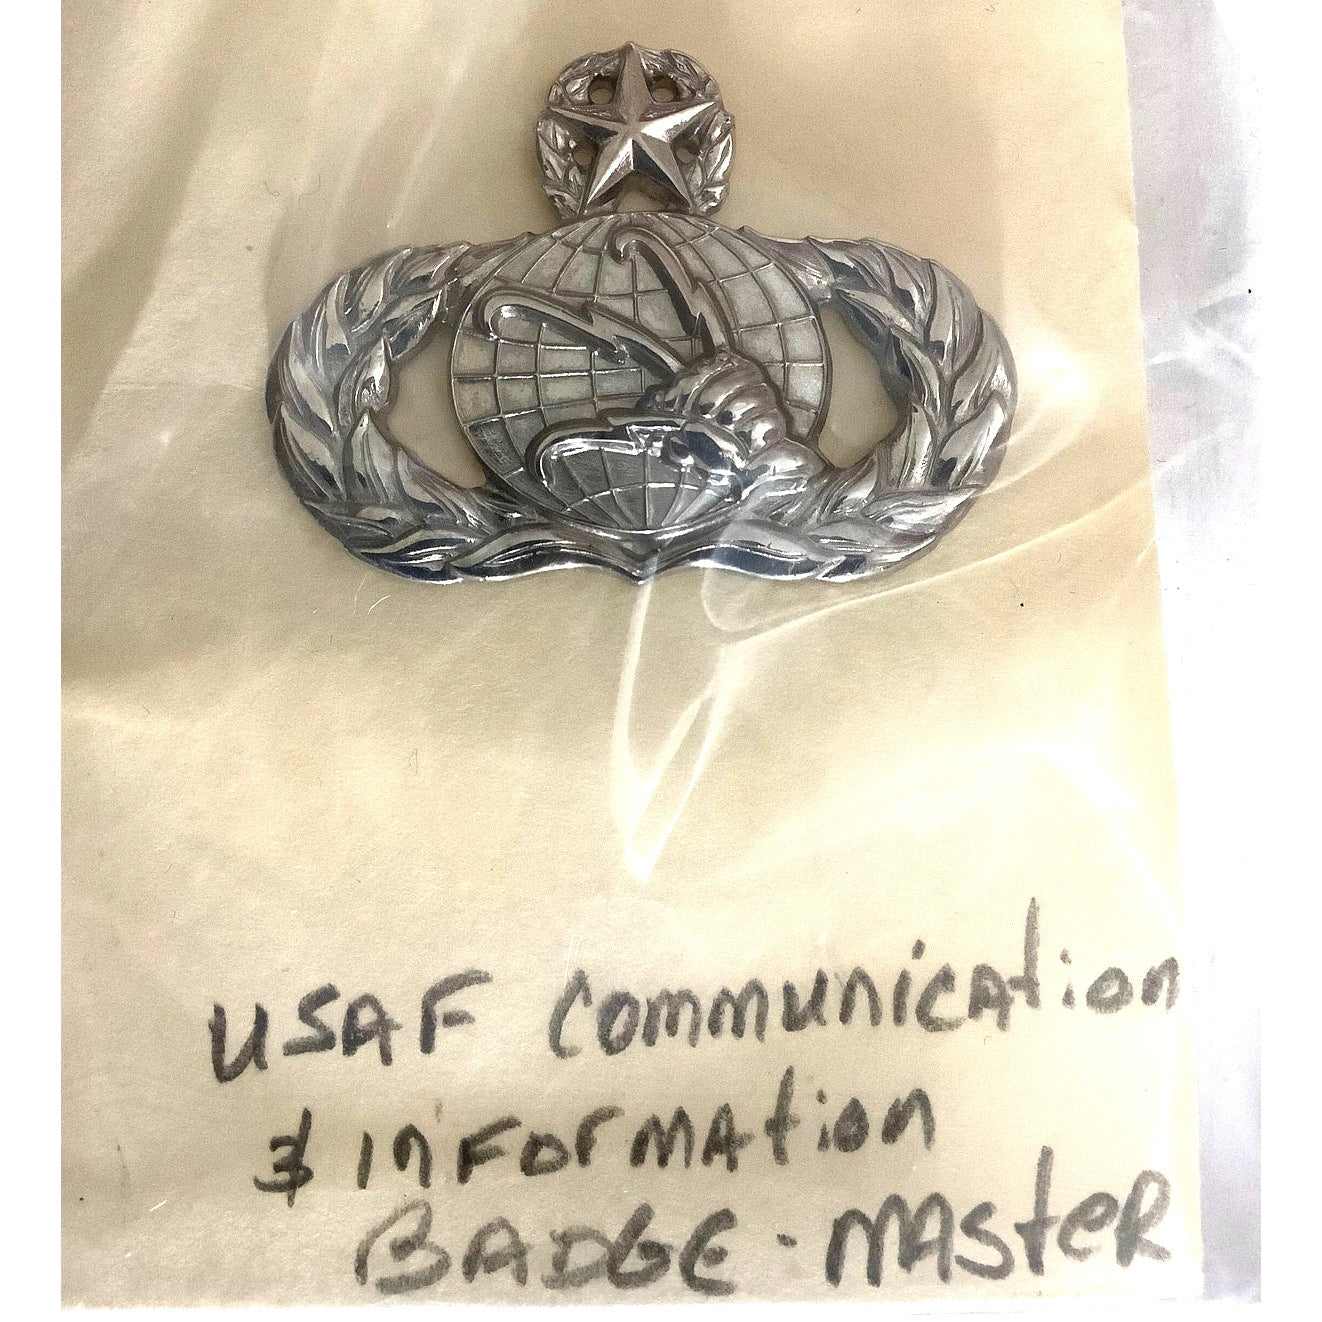 USAF Communication
& Information
BADGE - MASteR